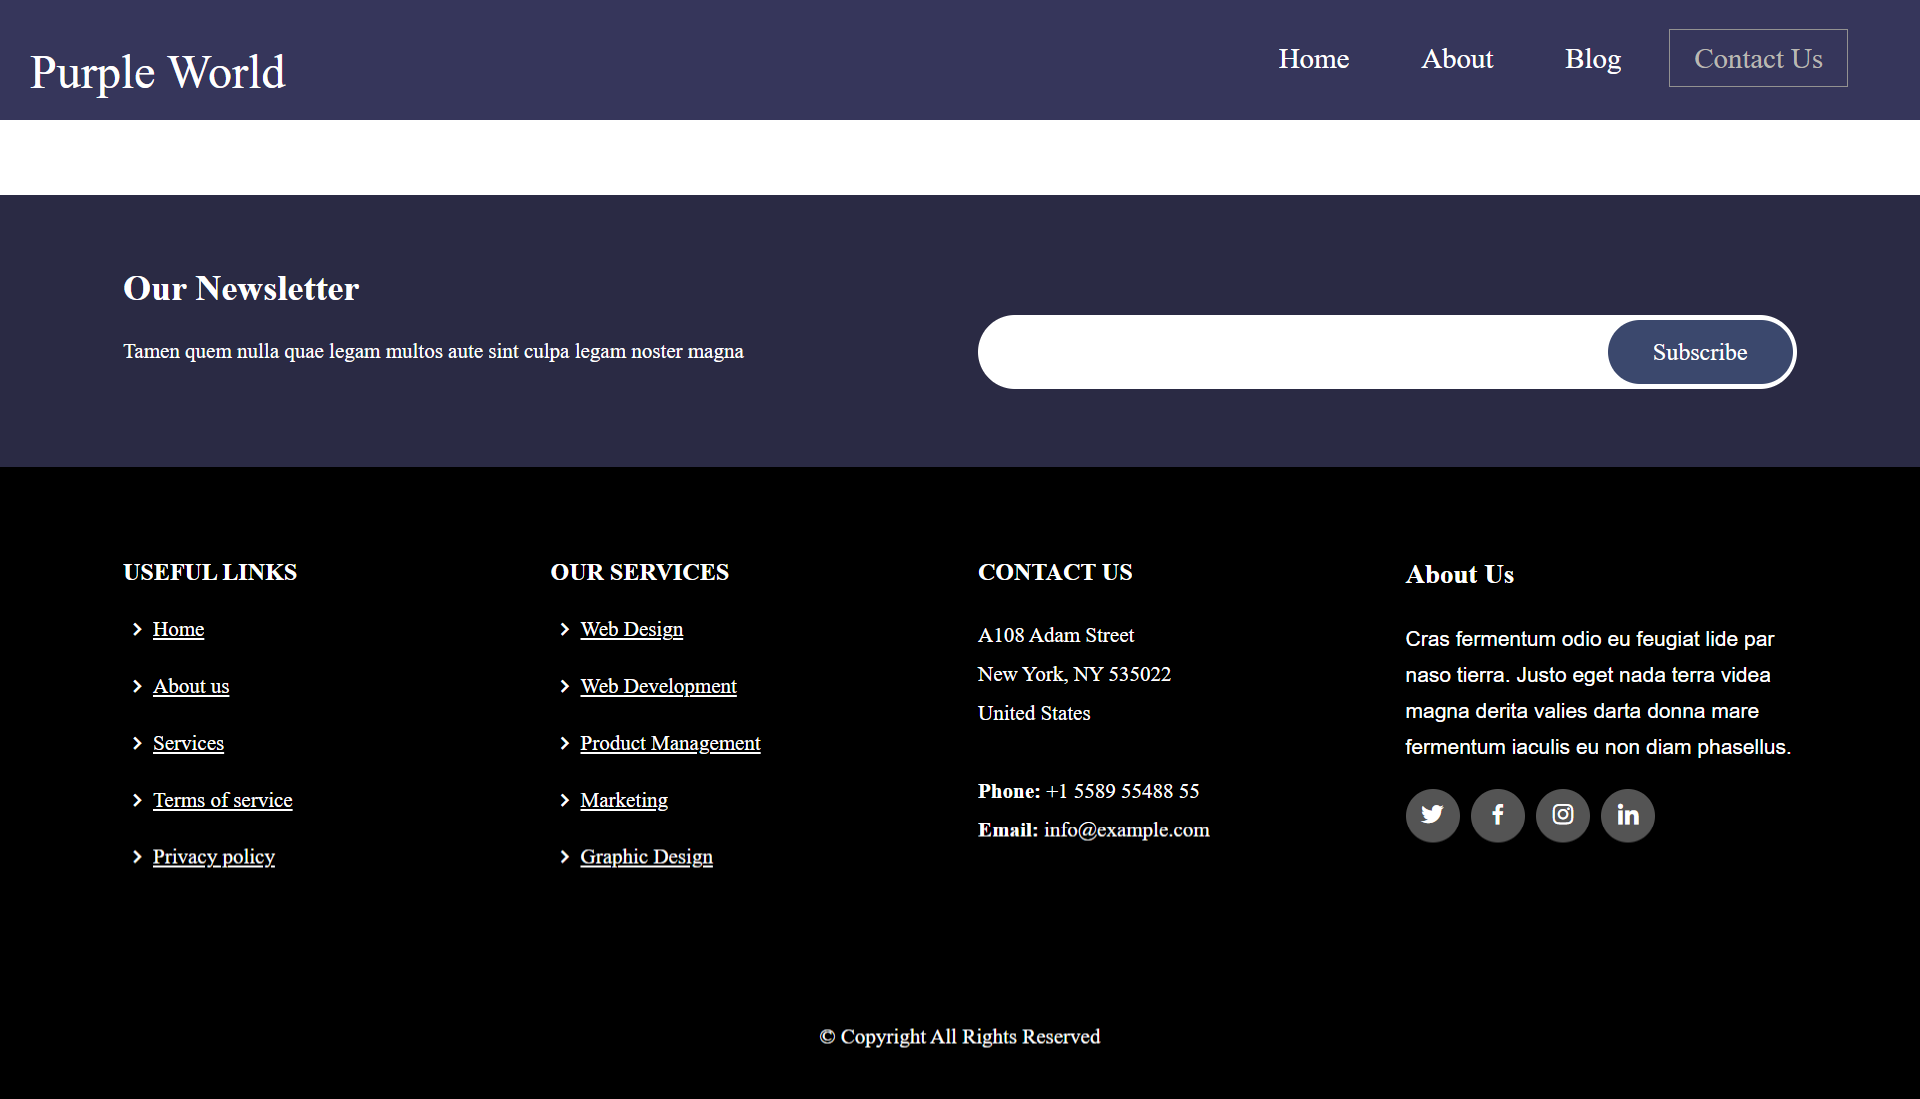 Purple World
Home
About
Blog
Contact Us
Our Newsletter
Tamen quem nulla quae legam multos aute sint culpa legam noster magna
Subscribe
USEFUL LINKS
Home
About us
Services
Terms of service
Privacy policy
OUR SERVICES
Web Design
Web Development
Product Management
Marketing
Graphic Design
CONTACT US
A108 Adam Street
New York, NY 535022
United States
Phone: +1 5589 55488 55
Email: info@example.com
About Us
Cras fermentum odio eu feugiat lide par
naso tierra. Justo eget nada terra videa
magna derita valies darta donna mare
fermentum iaculis eu non diam phasellus.
© Copyright All Rights Reserved